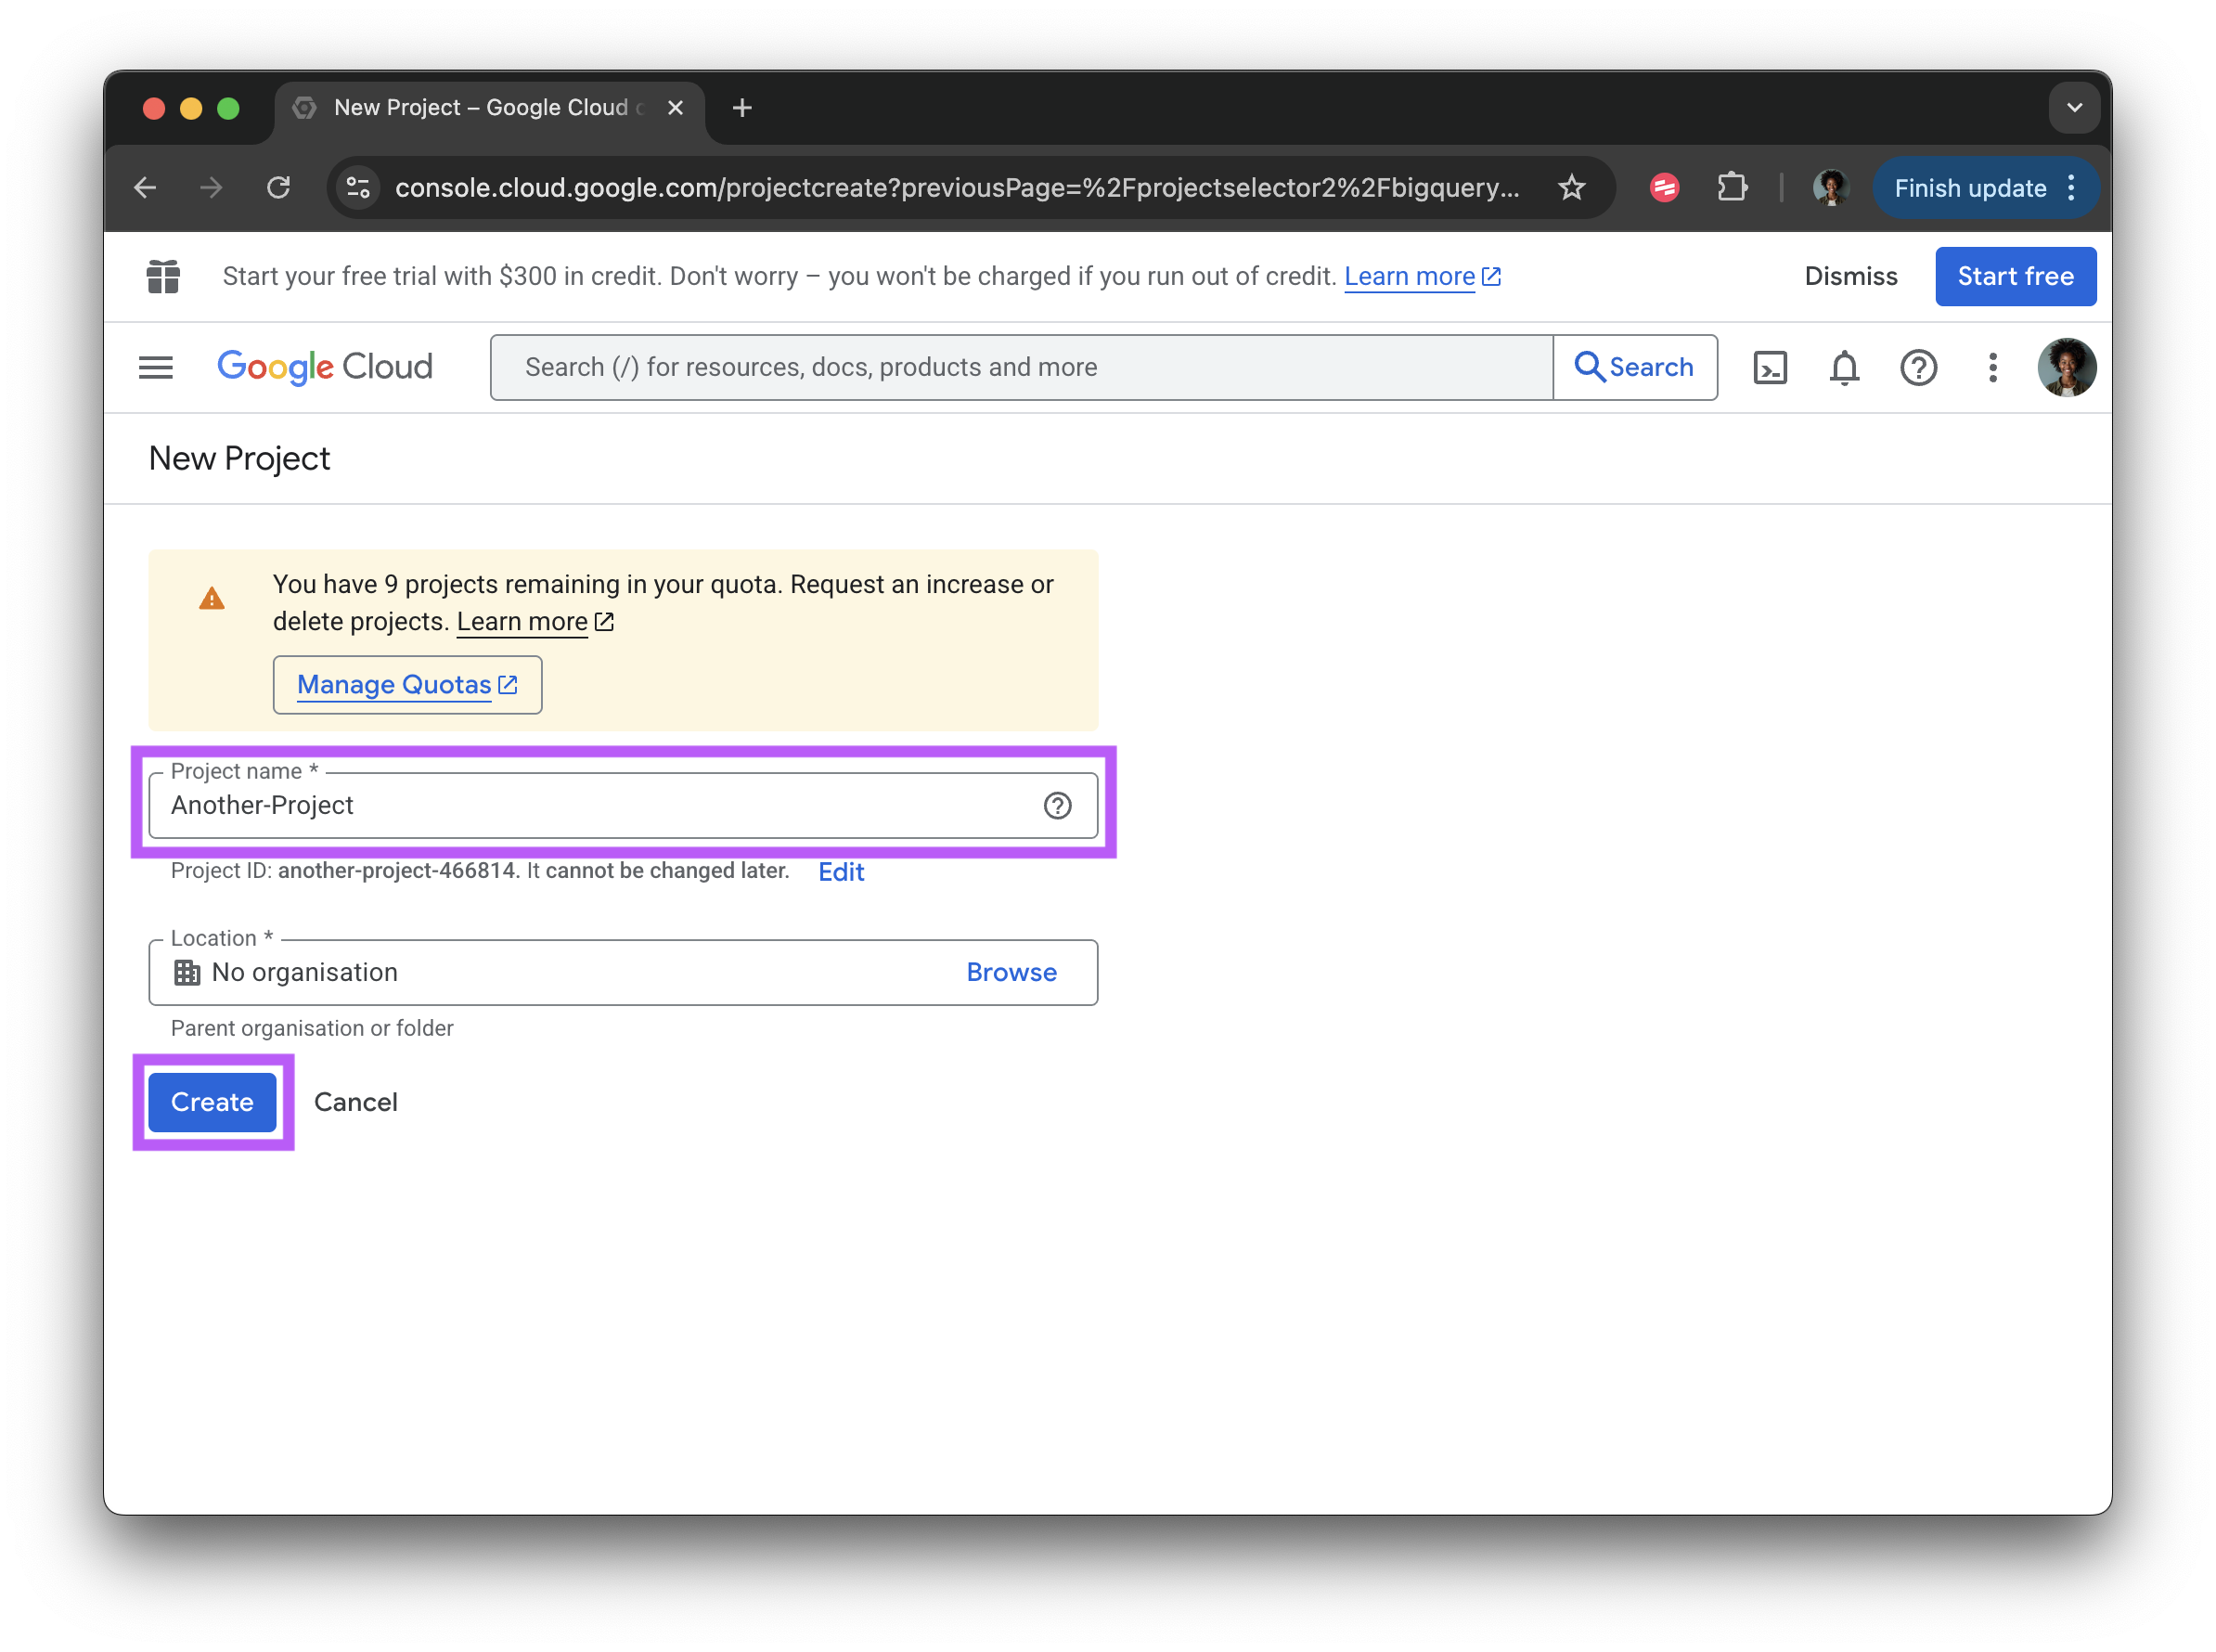 New Project – Google Cloud
console.cloud.google.com/projectcreate?previousPage=%2Fprojectselector2%2Fbigquery...
Finish update
Start your free trial with $300 in credit. Don't worry – you won't be charged if you run out of credit. Learn more
Dismiss
Start free
Google Cloud
Search (/) for resources, docs, products and more
Search
New Project
You have 9 projects remaining in your quota. Request an increase or
delete projects. Learn more
Manage Quotas
Project name *
Another-Project
Project ID: another-project-466814. It cannot be changed later. Edit
Location *
No organisation
Browse
Parent organisation or folder
Create
Cancel